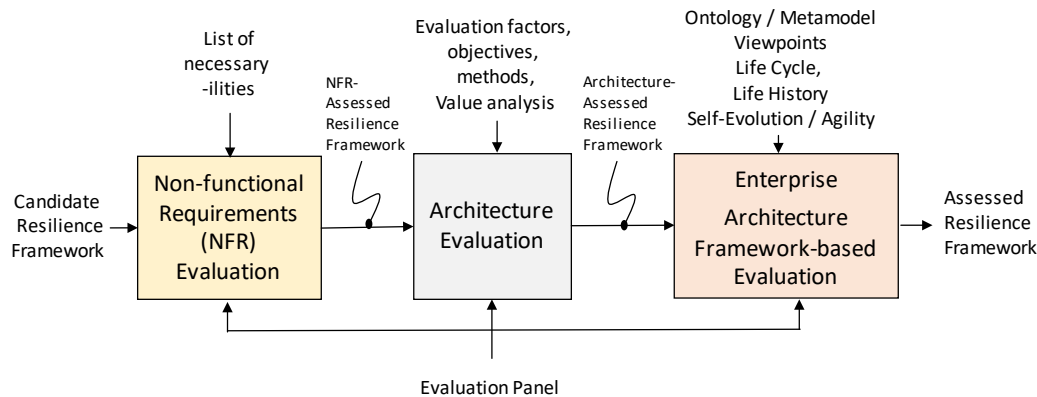 List of
necessary
-ilities
Evaluation factors,
objectives,
methods,
Value analysis
Ontology / Metamodel
Viewpoints
Life Cycle,
Life History
Self-Evolution / Agility
NFR-
Assessed
Resilience
Framework
Architecture-
Assessed
Resilience
Framework
Candidate
Resilience
Framework
Non-functional
Requirements
(NFR)
Evaluation
Architecture
Evaluation
Enterprise
Architecture
Framework-based
Evaluation
Assessed
Resilience
Framework
Evaluation Panel